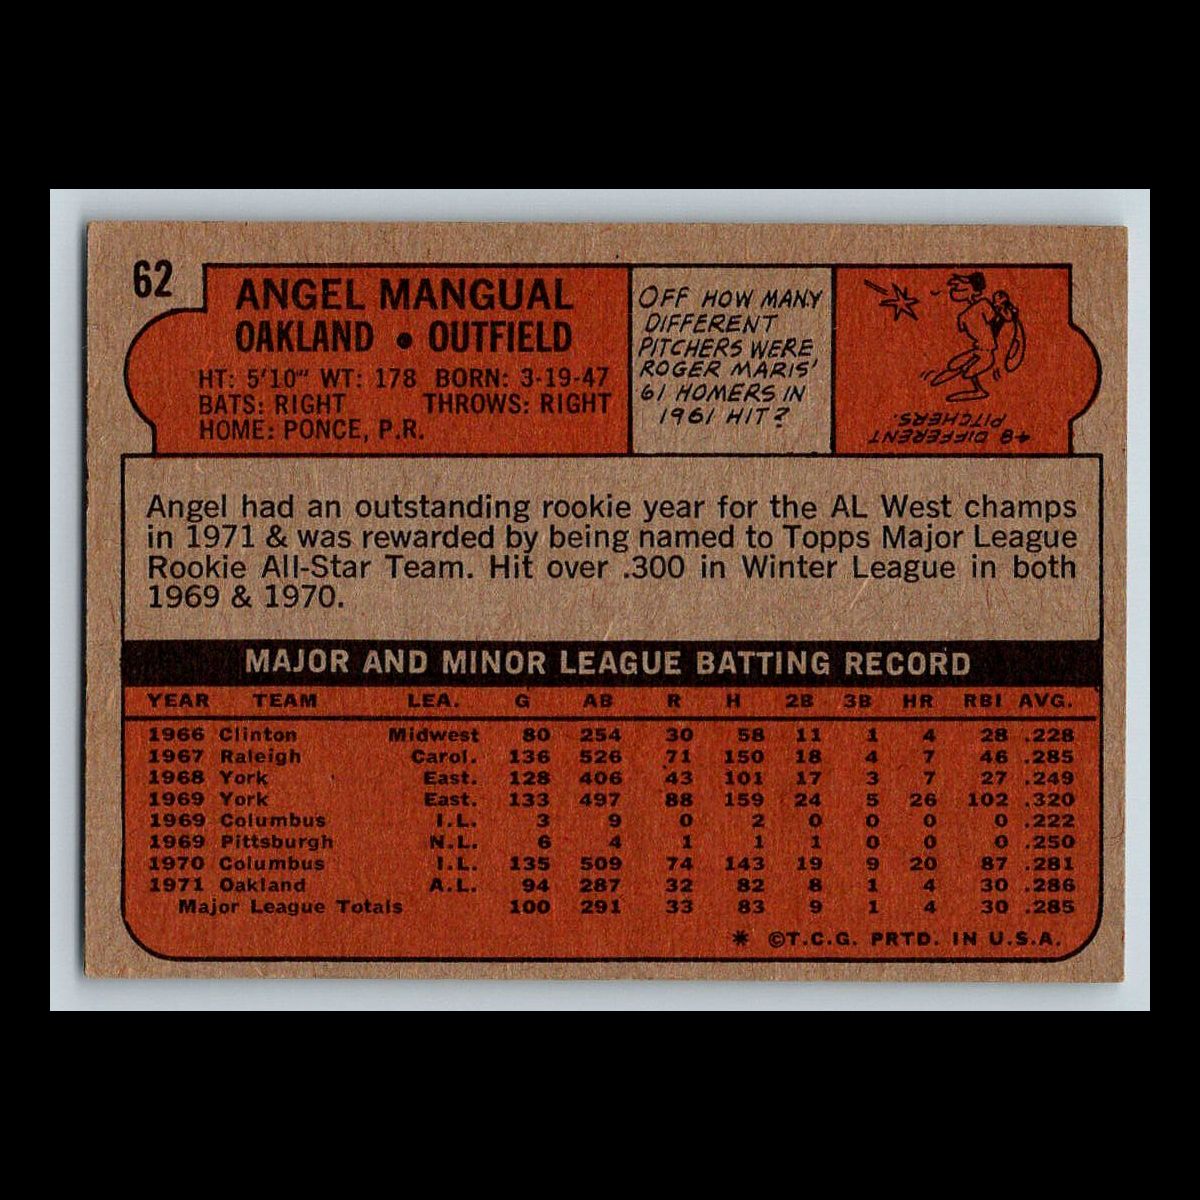 62
ANGEL MANGUAL
OAKLAND • OUTFIELD
HT: 5'10" WT: 178 BORN: 3-19-47
BATS: RIGHT THROWS: RIGHT
HOME: PONCE, P.R.
OFF HOW MANY
DIFFERENT
PITCHERS WERE
ROGER MARIS'
61 HOMERS IN
1961 HIT?
48 DIFFERENT
PITCHERS.
Angel had an outstanding rookie year for the AL West champs
in 1971 & was rewarded by being named to Topps Major League
Rookie All-Star Team. Hit over .300 in Winter League in both
1969 & 1970.
MAJOR AND MINOR LEAGUE BATTING RECORD
YEAR TEAM LEA. G AB R H 2B 3B HR RBI AVG.
1966 Clinton Midwest 80 254 30 58 11 1 4 28 .228
1967 Raleigh Carol. 136 526 71 150 18 4 7 46 .285
1968 York East. 128 406 43 101 17 3 7 27 .249
1969 York East. 133 497 88 159 24 5 26 102 .320
1969 Columbus I.L. 3 9 0 2 0 0 0 0 .222
1969 Pittsburgh N.L. 6 4 1 1 1 0 0 0 .250
1970 Columbus I.L. 135 509 74 143 19 9 20 87 .281
1971 Oakland A.L. 94 287 32 82 8 1 4 30 .286
Major League Totals 100 291 33 83 9 1 4 30 .285
* ©T.C.G. PRTD. IN U.S.A.